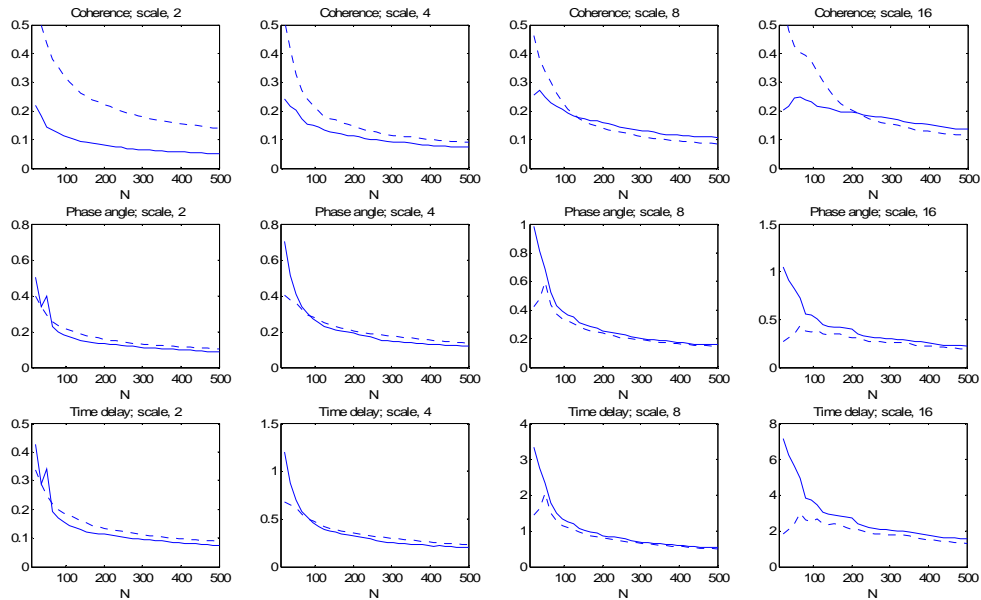 Coherence; scale, 2 Coherence; scale, 4 Coherence; scale, 8 Coherence; scale, 16
0.5 0.5 0.5 0.5
0.4 0.4 0.4 0.4
0.3 0.3 0.3 0.3
0.2 0.2 0.2 0.2
0.1 0.1 0.1 0.1
0 0 0 0
100 200 300 400 500 100 200 300 400 500 100 200 300 400 500 100 200 300 400 500
N N N N
Phase angle; scale, 2 Phase angle; scale, 4 Phase angle; scale, 8 Phase angle; scale, 16
0.8 0.8 1 1.5
0.6 0.6 0.8 1
0.4 0.4 0.6 0.5
0.2 0.2 0.4 0
0 0 0.2
0
100 200 300 400 500 100 200 300 400 500 100 200 300 400 500 100 200 300 400 500
N N N N
Time delay; scale, 2 Time delay; scale, 4 Time delay; scale, 8 Time delay; scale, 16
0.5 1.5 4 8
0.4 1 3 6
0.3 0.5 2 4
0.2 0 1 2
0.1 0 0
0
100 200 300 400 500 100 200 300 400 500 100 200 300 400 500 100 200 300 400 500
N N N N